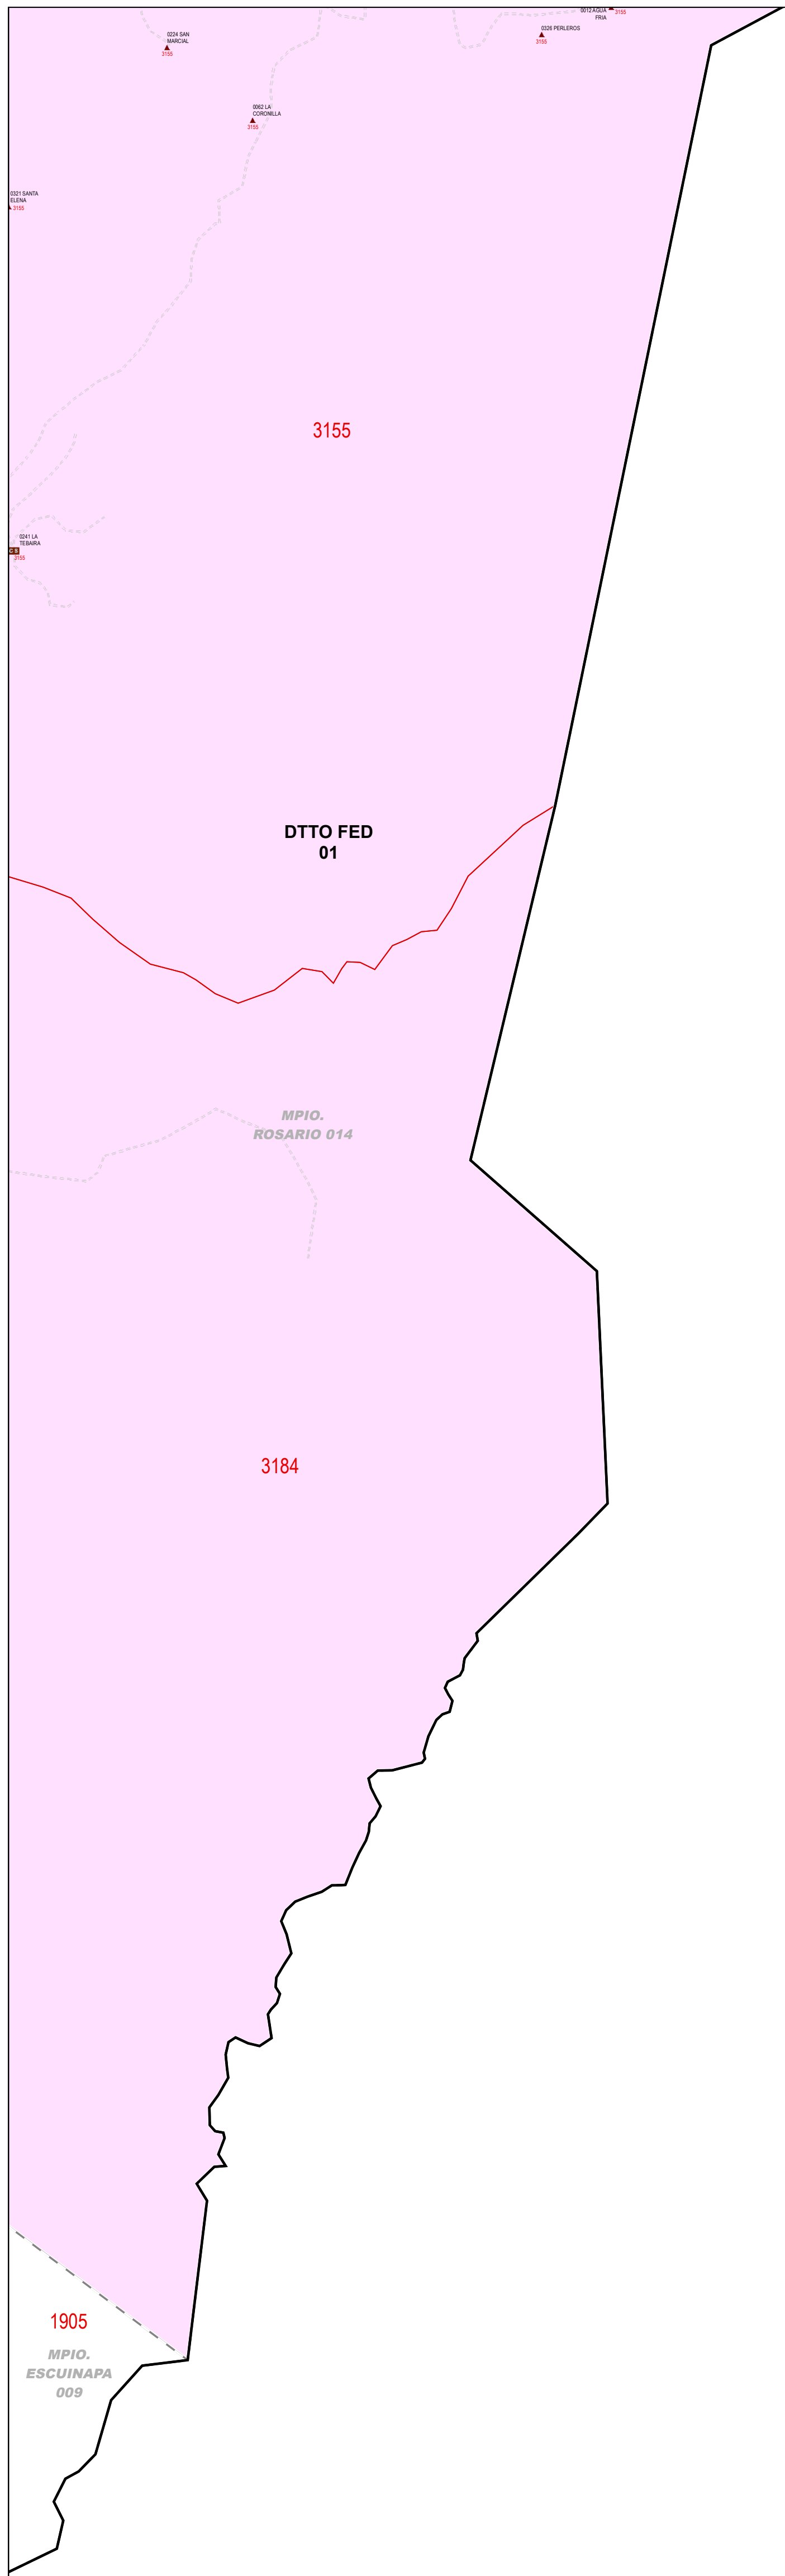 0012 AGUA
FRIA
3155
0326 PERLEROS
3155
0224 SAN
MARCIAL
3155
0062 LA
CORONILLA
3155
0321 SANTA
ELENA
3155
3155
0241 LA
TEBAIRA
3155
DTTO FED
01
MPIO.
ROSARIO 014
3184
1905
MPIO.
ESCUINAPA
009